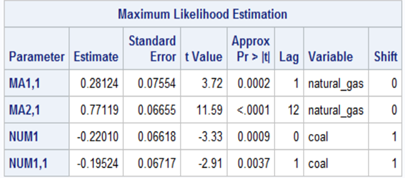 Maximum Likelihood Estimation
Parameter Estimate Standard Error t Value Approx Pr > |t| Lag Variable Shift
MA1,1 0.28124 0.07554 3.72 0.0002 1 natural_gas 0
MA2,1 0.77119 0.06655 11.59 <.0001 12 natural_gas 0
NUM1 -0.22010 0.06618 -3.33 0.0009 0 coal 1
NUM1,1 -0.19524 0.06717 -2.91 0.0037 1 coal 1